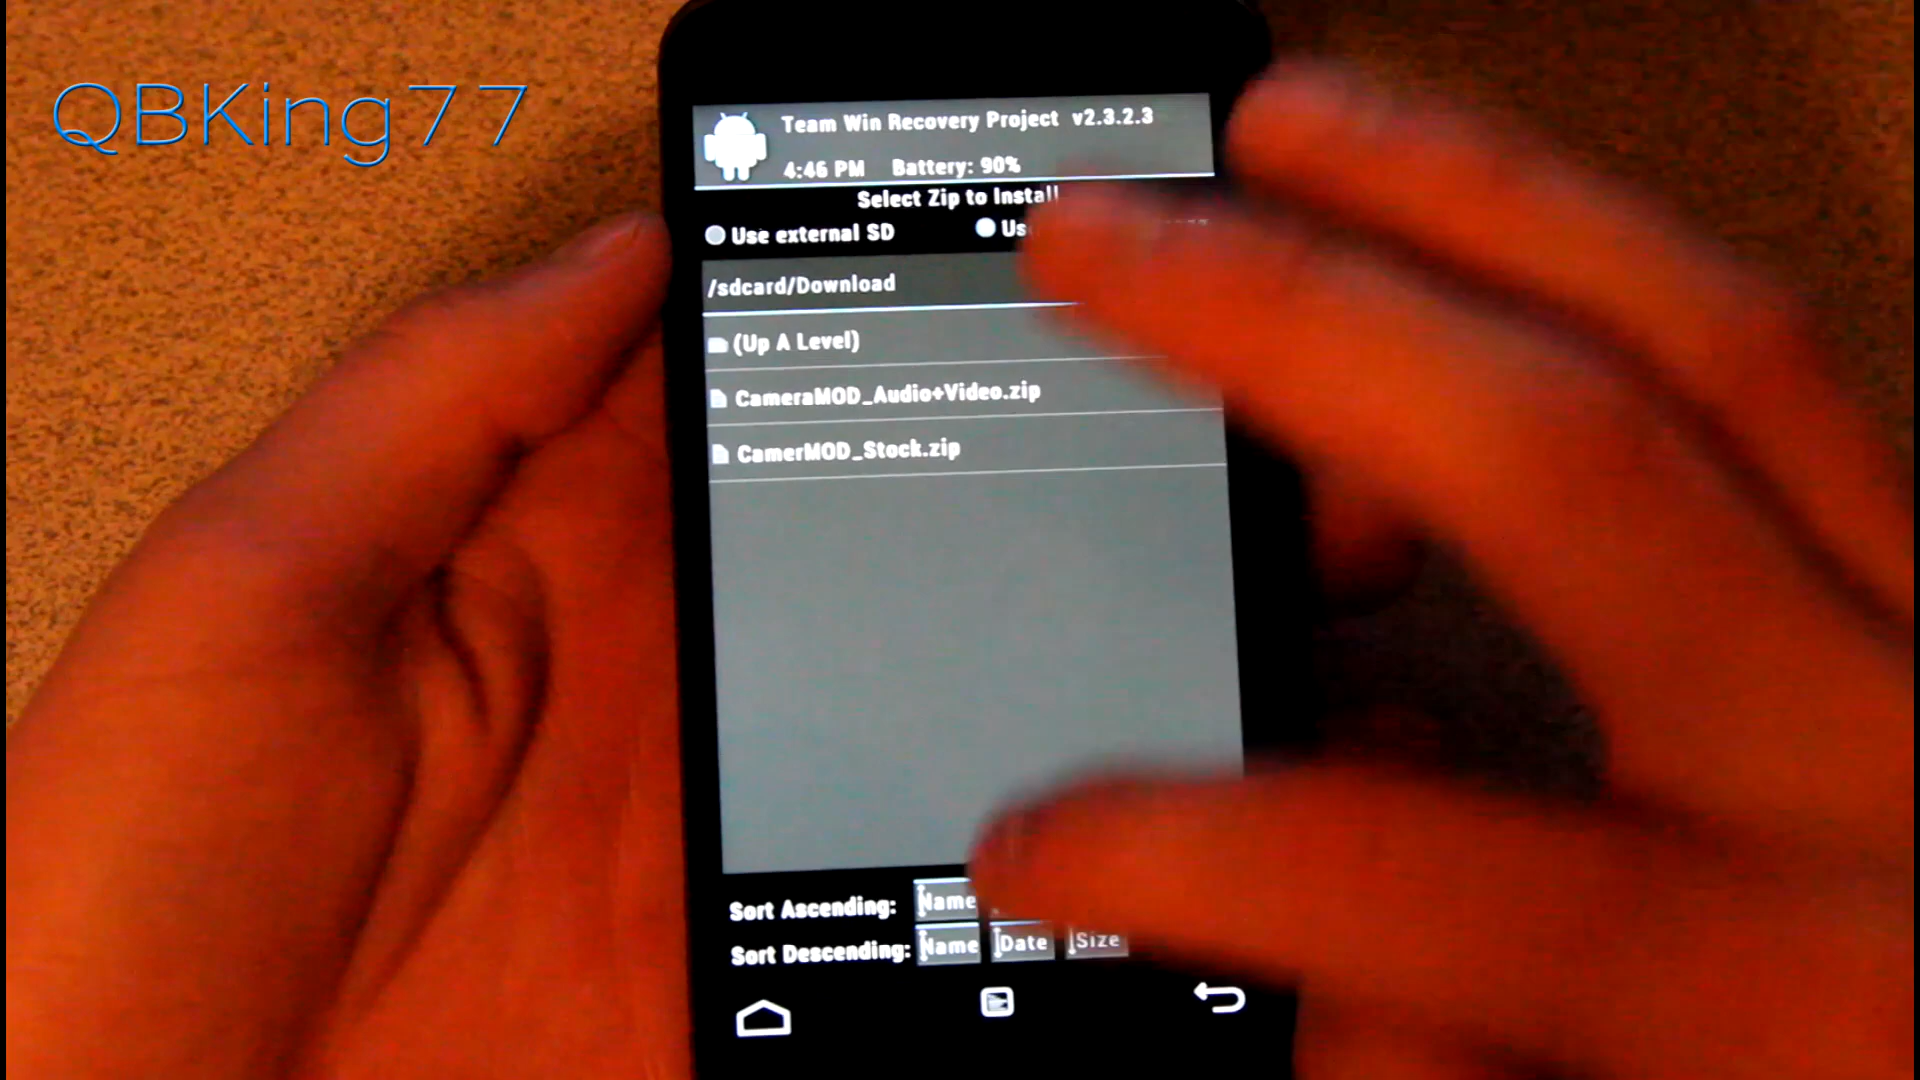 QBKing77
Team Win Recovery Project v2.3.2.3
4:46 PM Battery: 90%
Select Zip to Install
Use external SD
/sdcard/Download
(Up A Level)
CameraMOD_Audio+Video.zip
CamerMOD_Stock.zip
Sort Ascending: Name
Sort Descending: Name Date Size